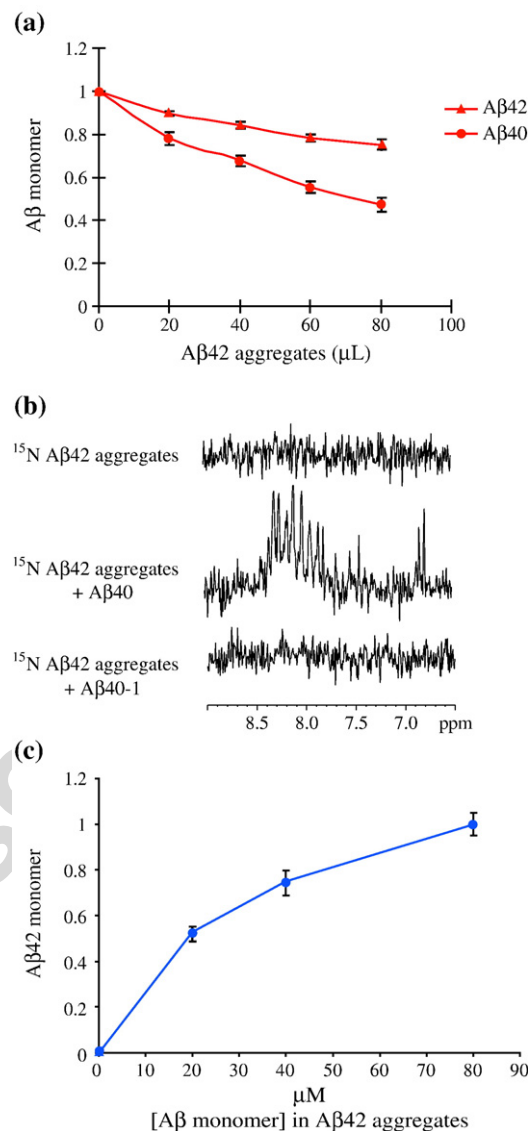 (a)
1.2
1
0.8
0.6
0.4
0.2
0
Aβ monomer
0 20 40 60 80 100
Aβ42 aggregates (μL)
Aβ42
Aβ40
(b)
¹⁵N Aβ42 aggregates
¹⁵N Aβ42 aggregates
+ Aβ40
¹⁵N Aβ42 aggregates
+ Aβ40-1
8.5 8.0 7.5 7.0 ppm
(c)
1.2
1
0.8
0.6
0.4
0.2
0
Aβ42 monomer
0 10 20 30 40 50 60 70 80 90
μM
[Aβ monomer] in Aβ42 aggregates